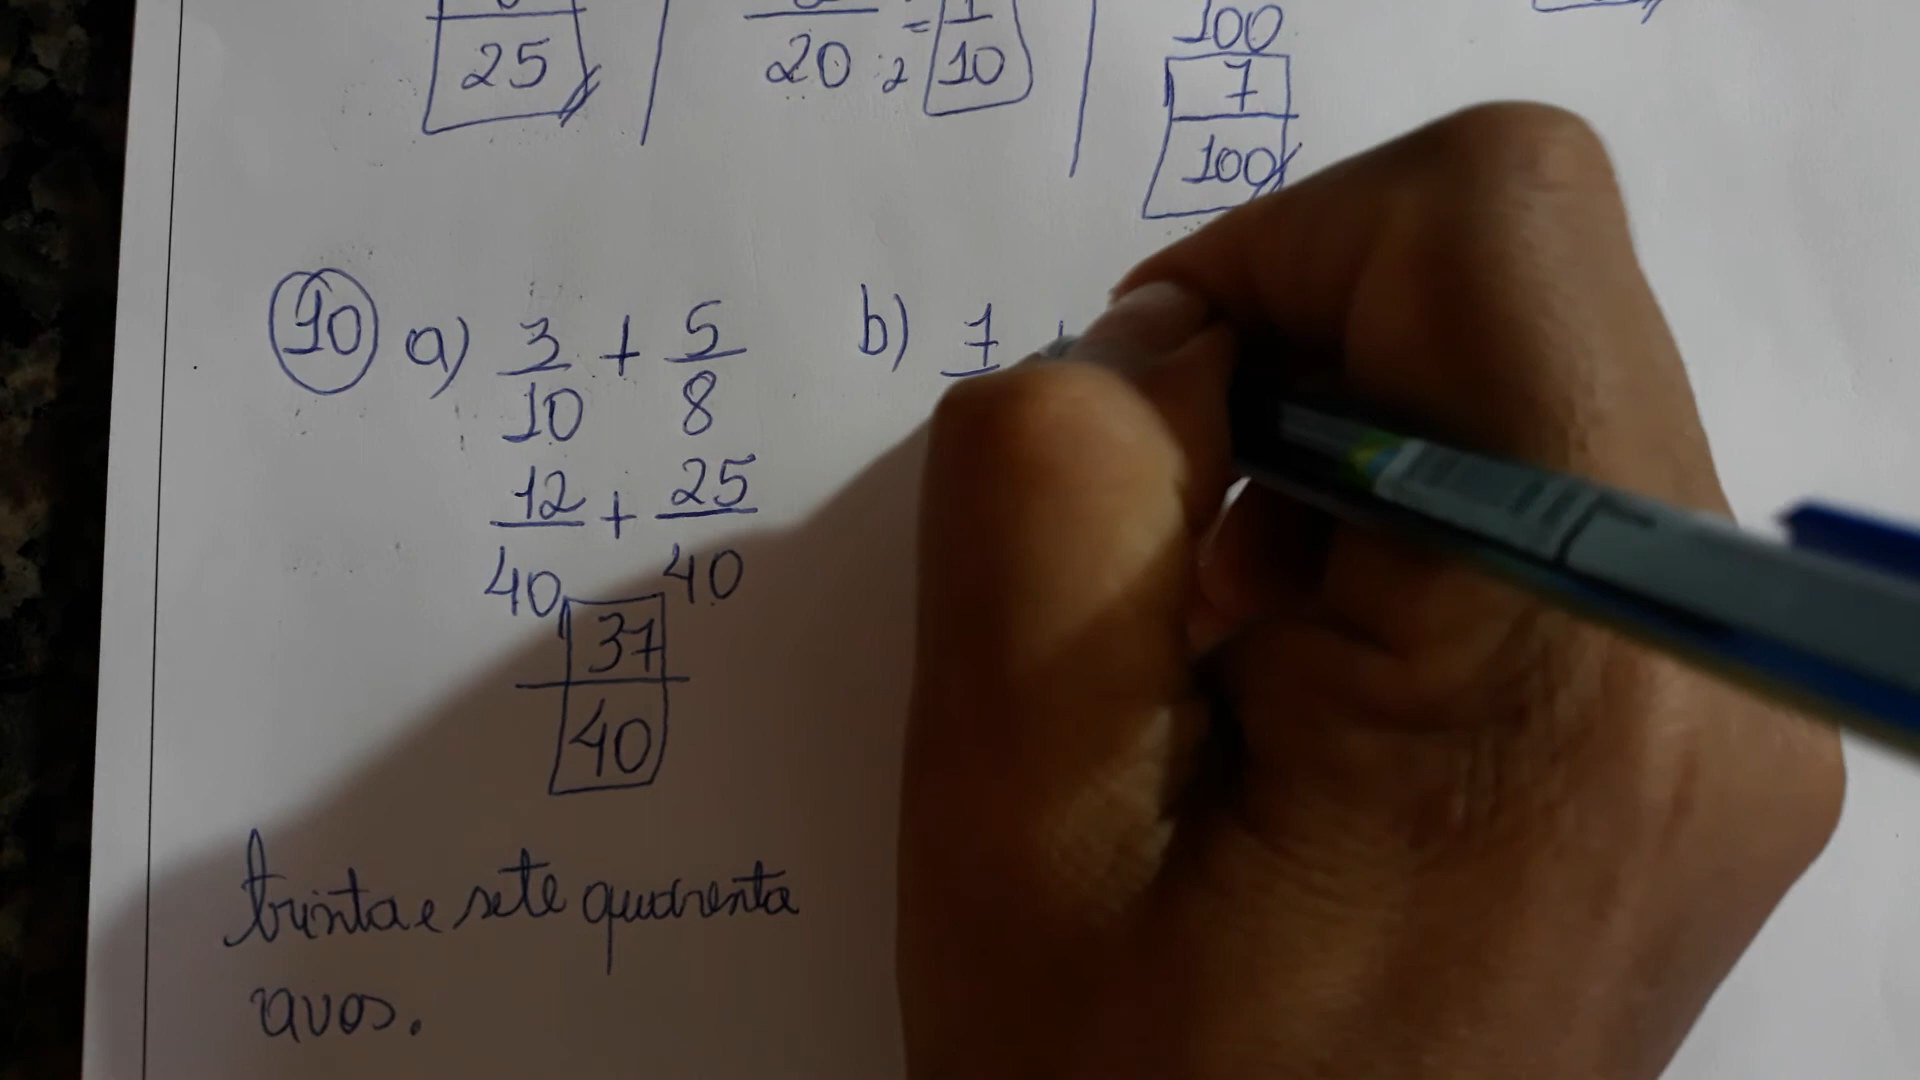 25
20 : 2 = 1/10
100
7
100
10 a) 3/10 + 5/8
b) 7 +
12/40 + 25/40
37
40
trinta e sete quarenta
avos.